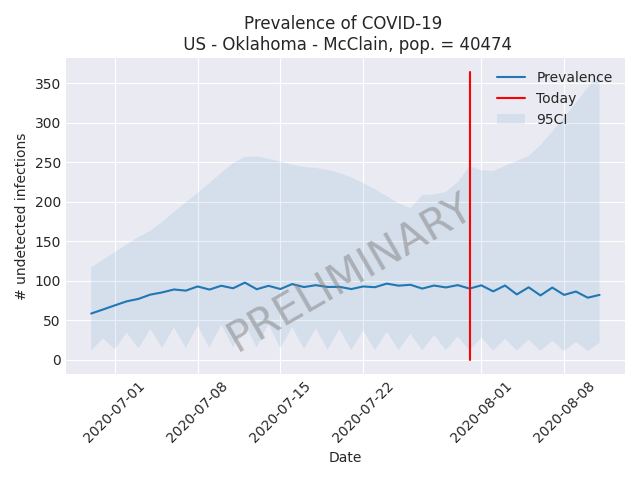 Prevalence of COVID-19
US - Oklahoma - McClain, pop. = 40474
Prevalence
Today
95CI
# undetected infections
350
300
250
200
150
100
50
0
PRELIMINARY
2020-07-01
2020-07-08
2020-07-15
2020-07-22
2020-08-01
2020-08-08
Date